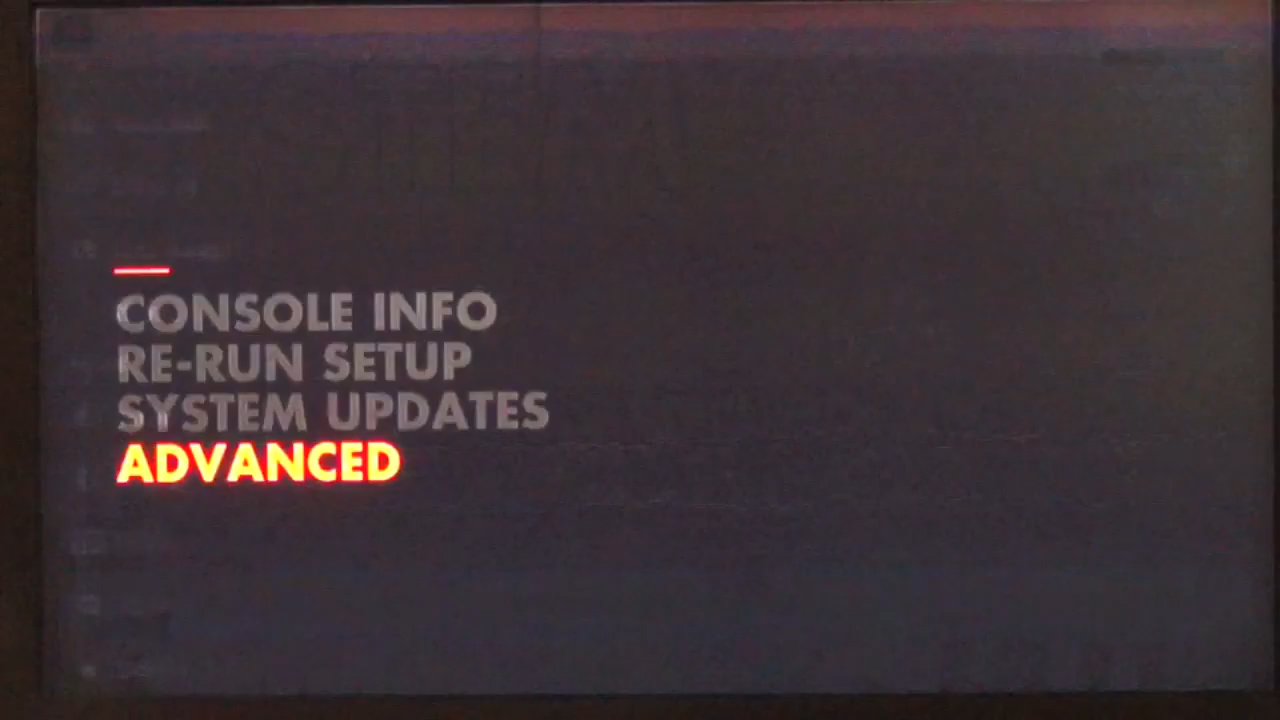 CONSOLE INFO
RE-RUN SETUP
SYSTEM UPDATES
ADVANCED